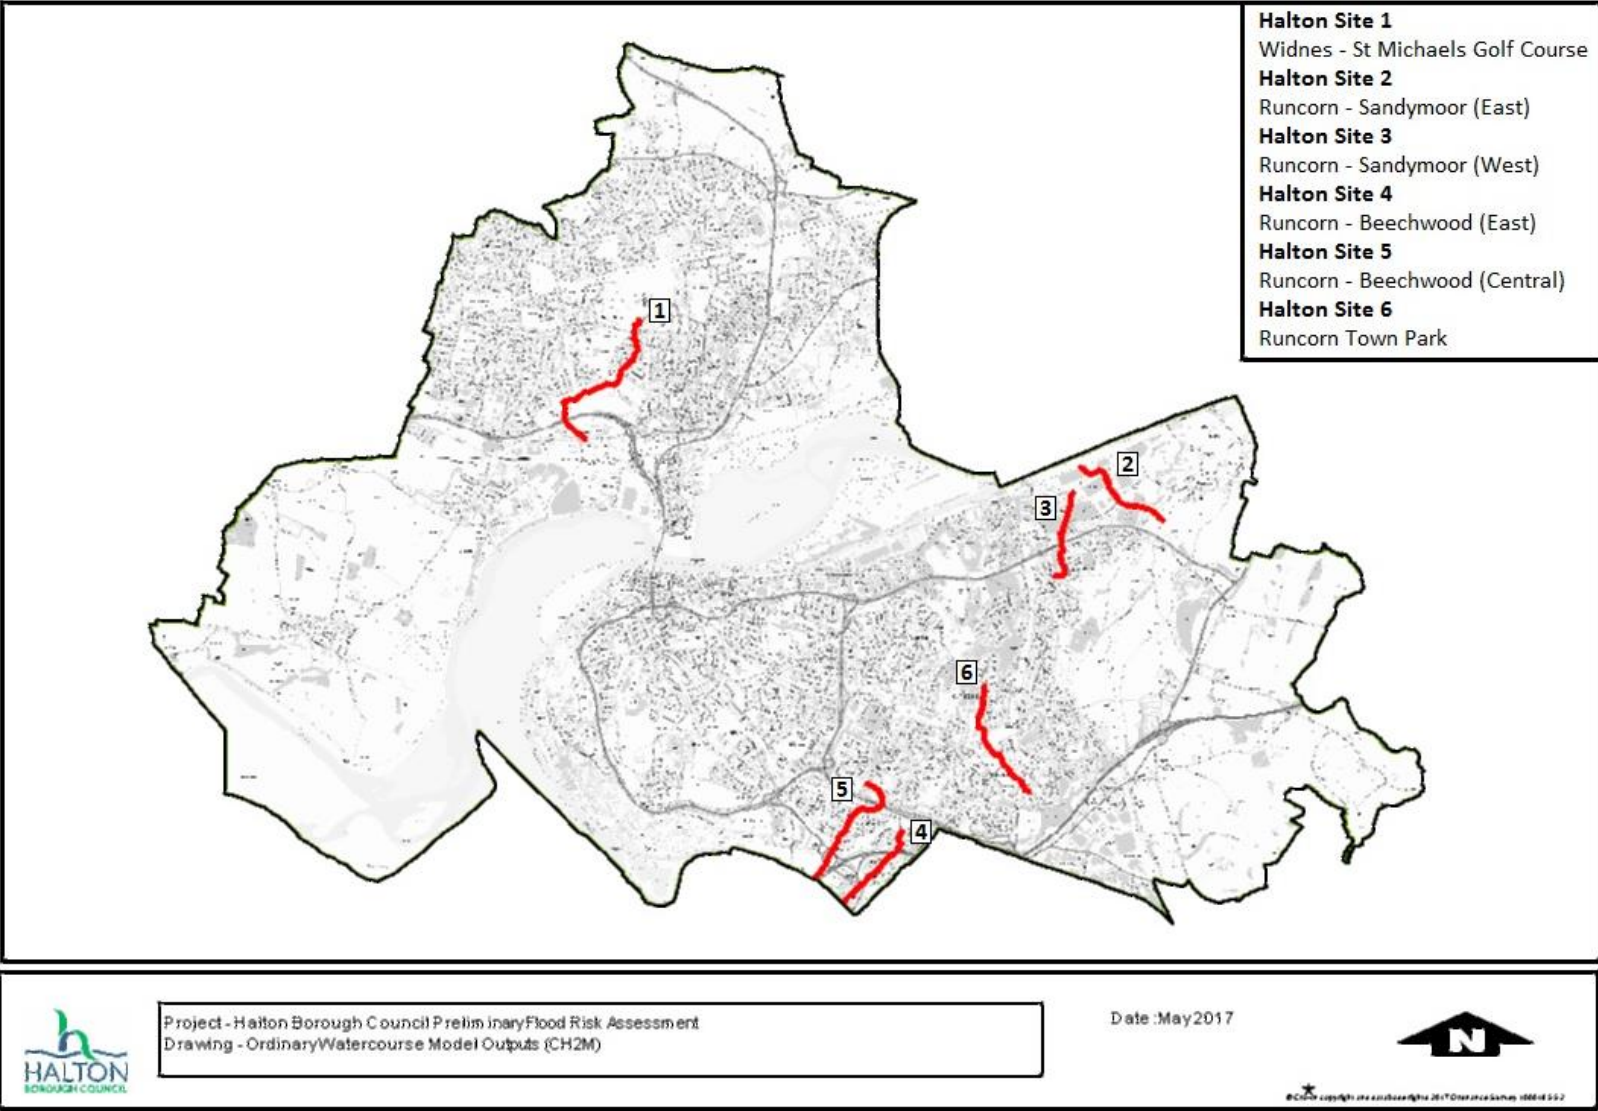 Halton Site 1
Widnes - St Michaels Golf Course
Halton Site 2
Runcorn - Sandymoor (East)
Halton Site 3
Runcorn - Sandymoor (West)
Halton Site 4
Runcorn - Beechwood (East)
Halton Site 5
Runcorn - Beechwood (Central)
Halton Site 6
Runcorn Town Park
1
2
3
6
5
4
HALTON
BOROUGH COUNCIL
Project - Halton Borough Council Preliminary Flood Risk Assessment
Drawing - Ordinary Watercourse Model Outputs (CH2M)
Date :May 2017
N